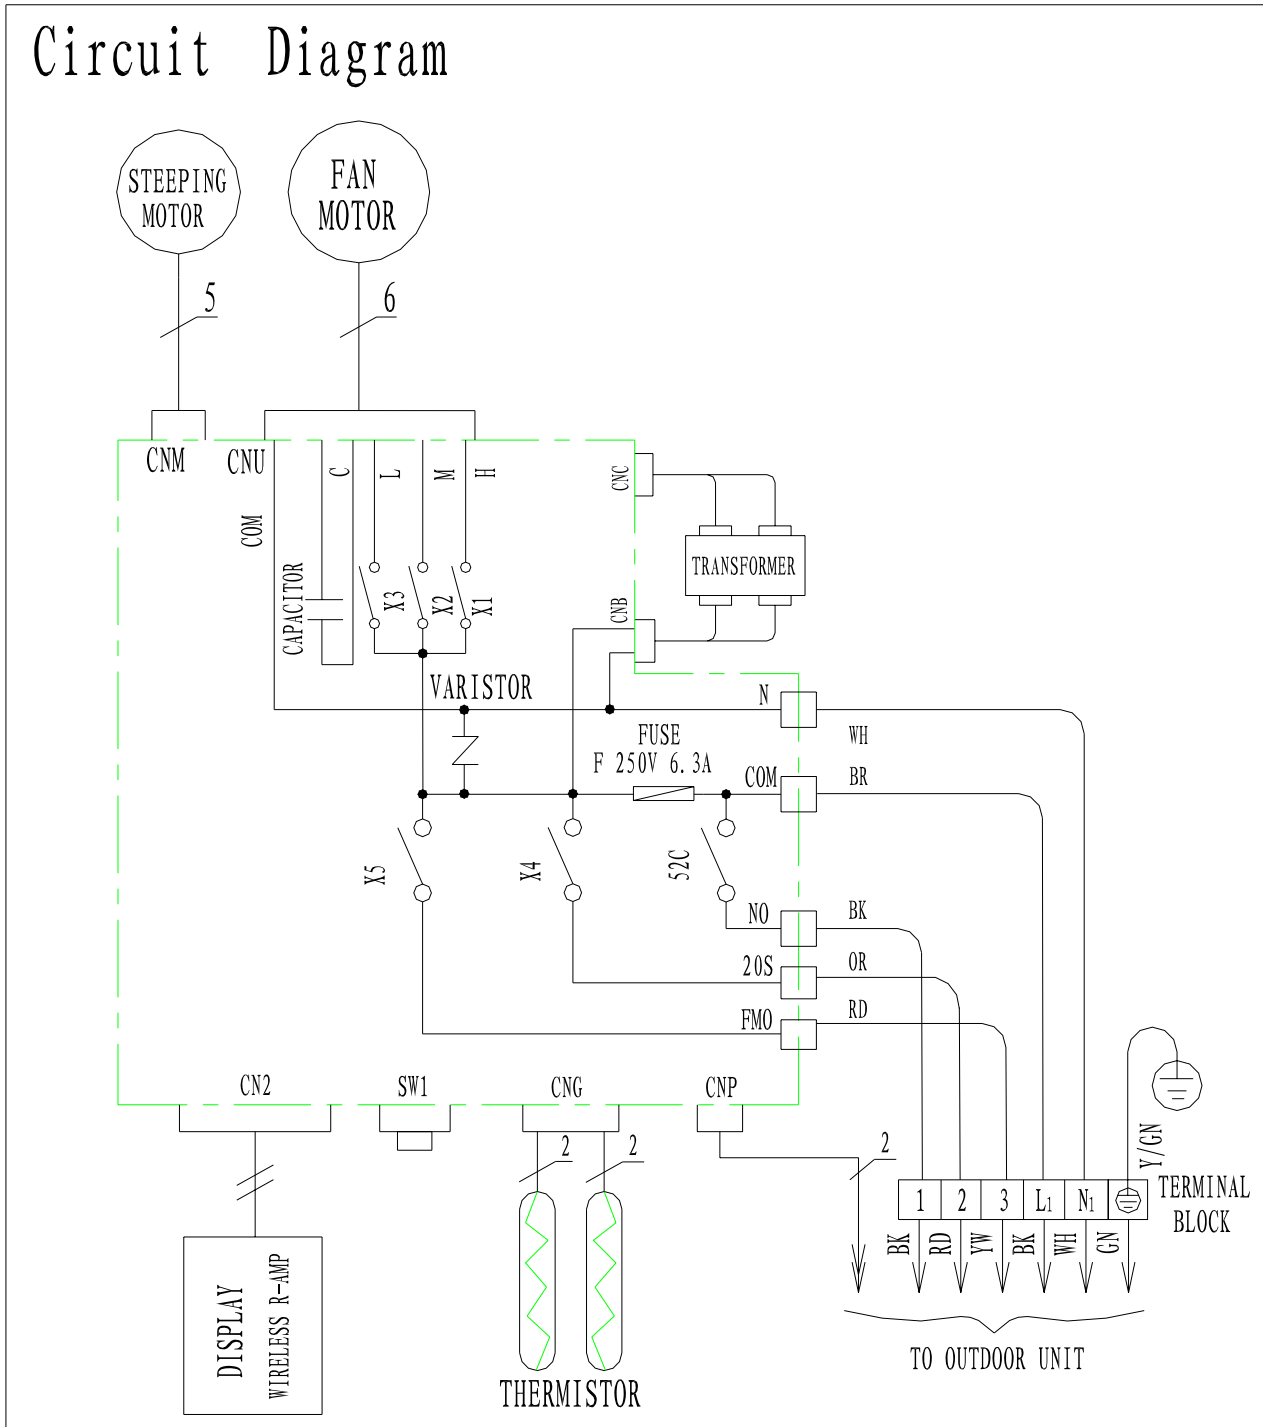 Circuit Diagram
STEEPING
MOTOR
FAN
MOTOR
5
6
CNM
CNU
COM
C
L
M
H
CAPACITOR
X3
X2
X1
CNC
TRANSFORMER
CNB
VARISTOR
N
WH
FUSE
F 250V 6.3A
COM
BR
X5
X4
52C
NO
BK
20S
OR
FMO
RD
CN2
SW1
CNG
CNP
2
2
2
Y/GN
1
2
3
L1
N1
TERMINAL
BLOCK
BK
RD
YW
BK
WH
GN
DISPLAY
WIRELESS R-AMP
THERMISTOR
TO OUTDOOR UNIT